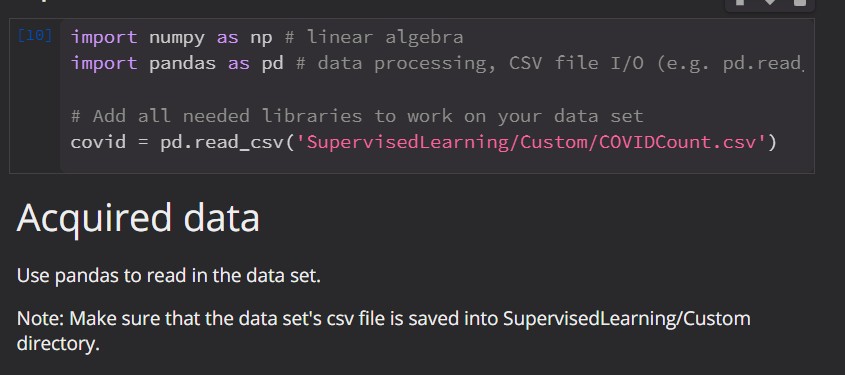 [10]
import numpy as np # linear algebra
import pandas as pd # data processing, CSV file I/O (e.g. pd.read_
# Add all needed libraries to work on your data set
covid = pd.read_csv('SupervisedLearning/Custom/COVIDCount.csv')
Acquired data
Use pandas to read in the data set.
Note: Make sure that the data set's csv file is saved into SupervisedLearning/Custom
directory.